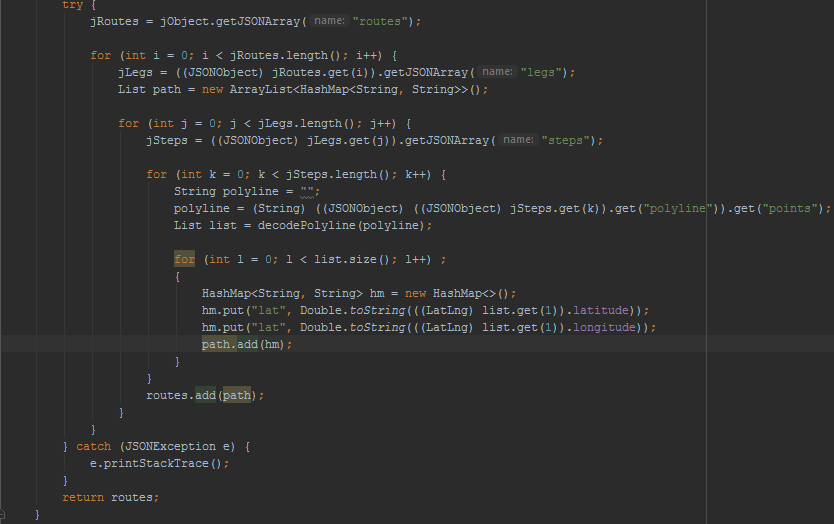 try {
jRoutes = jObject.getJSONArray( name: "routes");
for (int i = 0; i < jRoutes.length(); i++) {
jLegs = ((JSONObject) jRoutes.get(i)).getJSONArray( name: "legs");
List path = new ArrayList<HashMap<String, String>>();
for (int j = 0; j < jLegs.length(); j++) {
jSteps = ((JSONObject) jLegs.get(j)).getJSONArray( name: "steps");
for (int k = 0; k < jSteps.length(); k++) {
String polyline = "";
polyline = (String) ((JSONObject) ((JSONObject) jSteps.get(k)).get("polyline")).get("points");
List list = decodePolyline(polyline);
for (int l = 0; l < list.size(); l++) ;
{
HashMap<String, String> hm = new HashMap<>();
hm.put("lat", Double.toString(((LatLng) list.get(1)).latitude));
hm.put("lat", Double.toString(((LatLng) list.get(1)).longitude));
path.add(hm);
}
}
routes.add(path);
}
}
} catch (JSONException e) {
e.printStackTrace();
}
return routes;
}